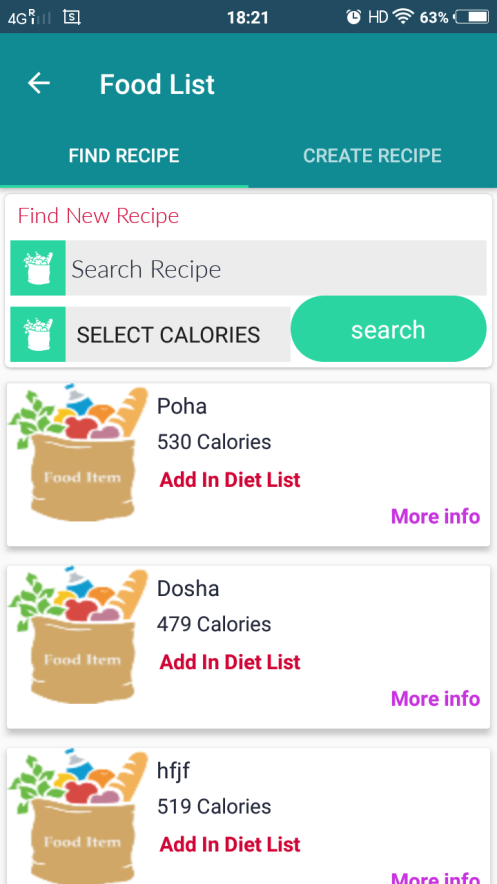 4G R 18:21 HD 63%
Food List
FIND RECIPE CREATE RECIPE
Find New Recipe
Search Recipe
SELECT CALORIES search
Poha
530 Calories
Food Item
Add In Diet List
More info
Dosha
479 Calories
Food Item
Add In Diet List
More info
hfjf
519 Calories
Food Item
Add In Diet List
More info